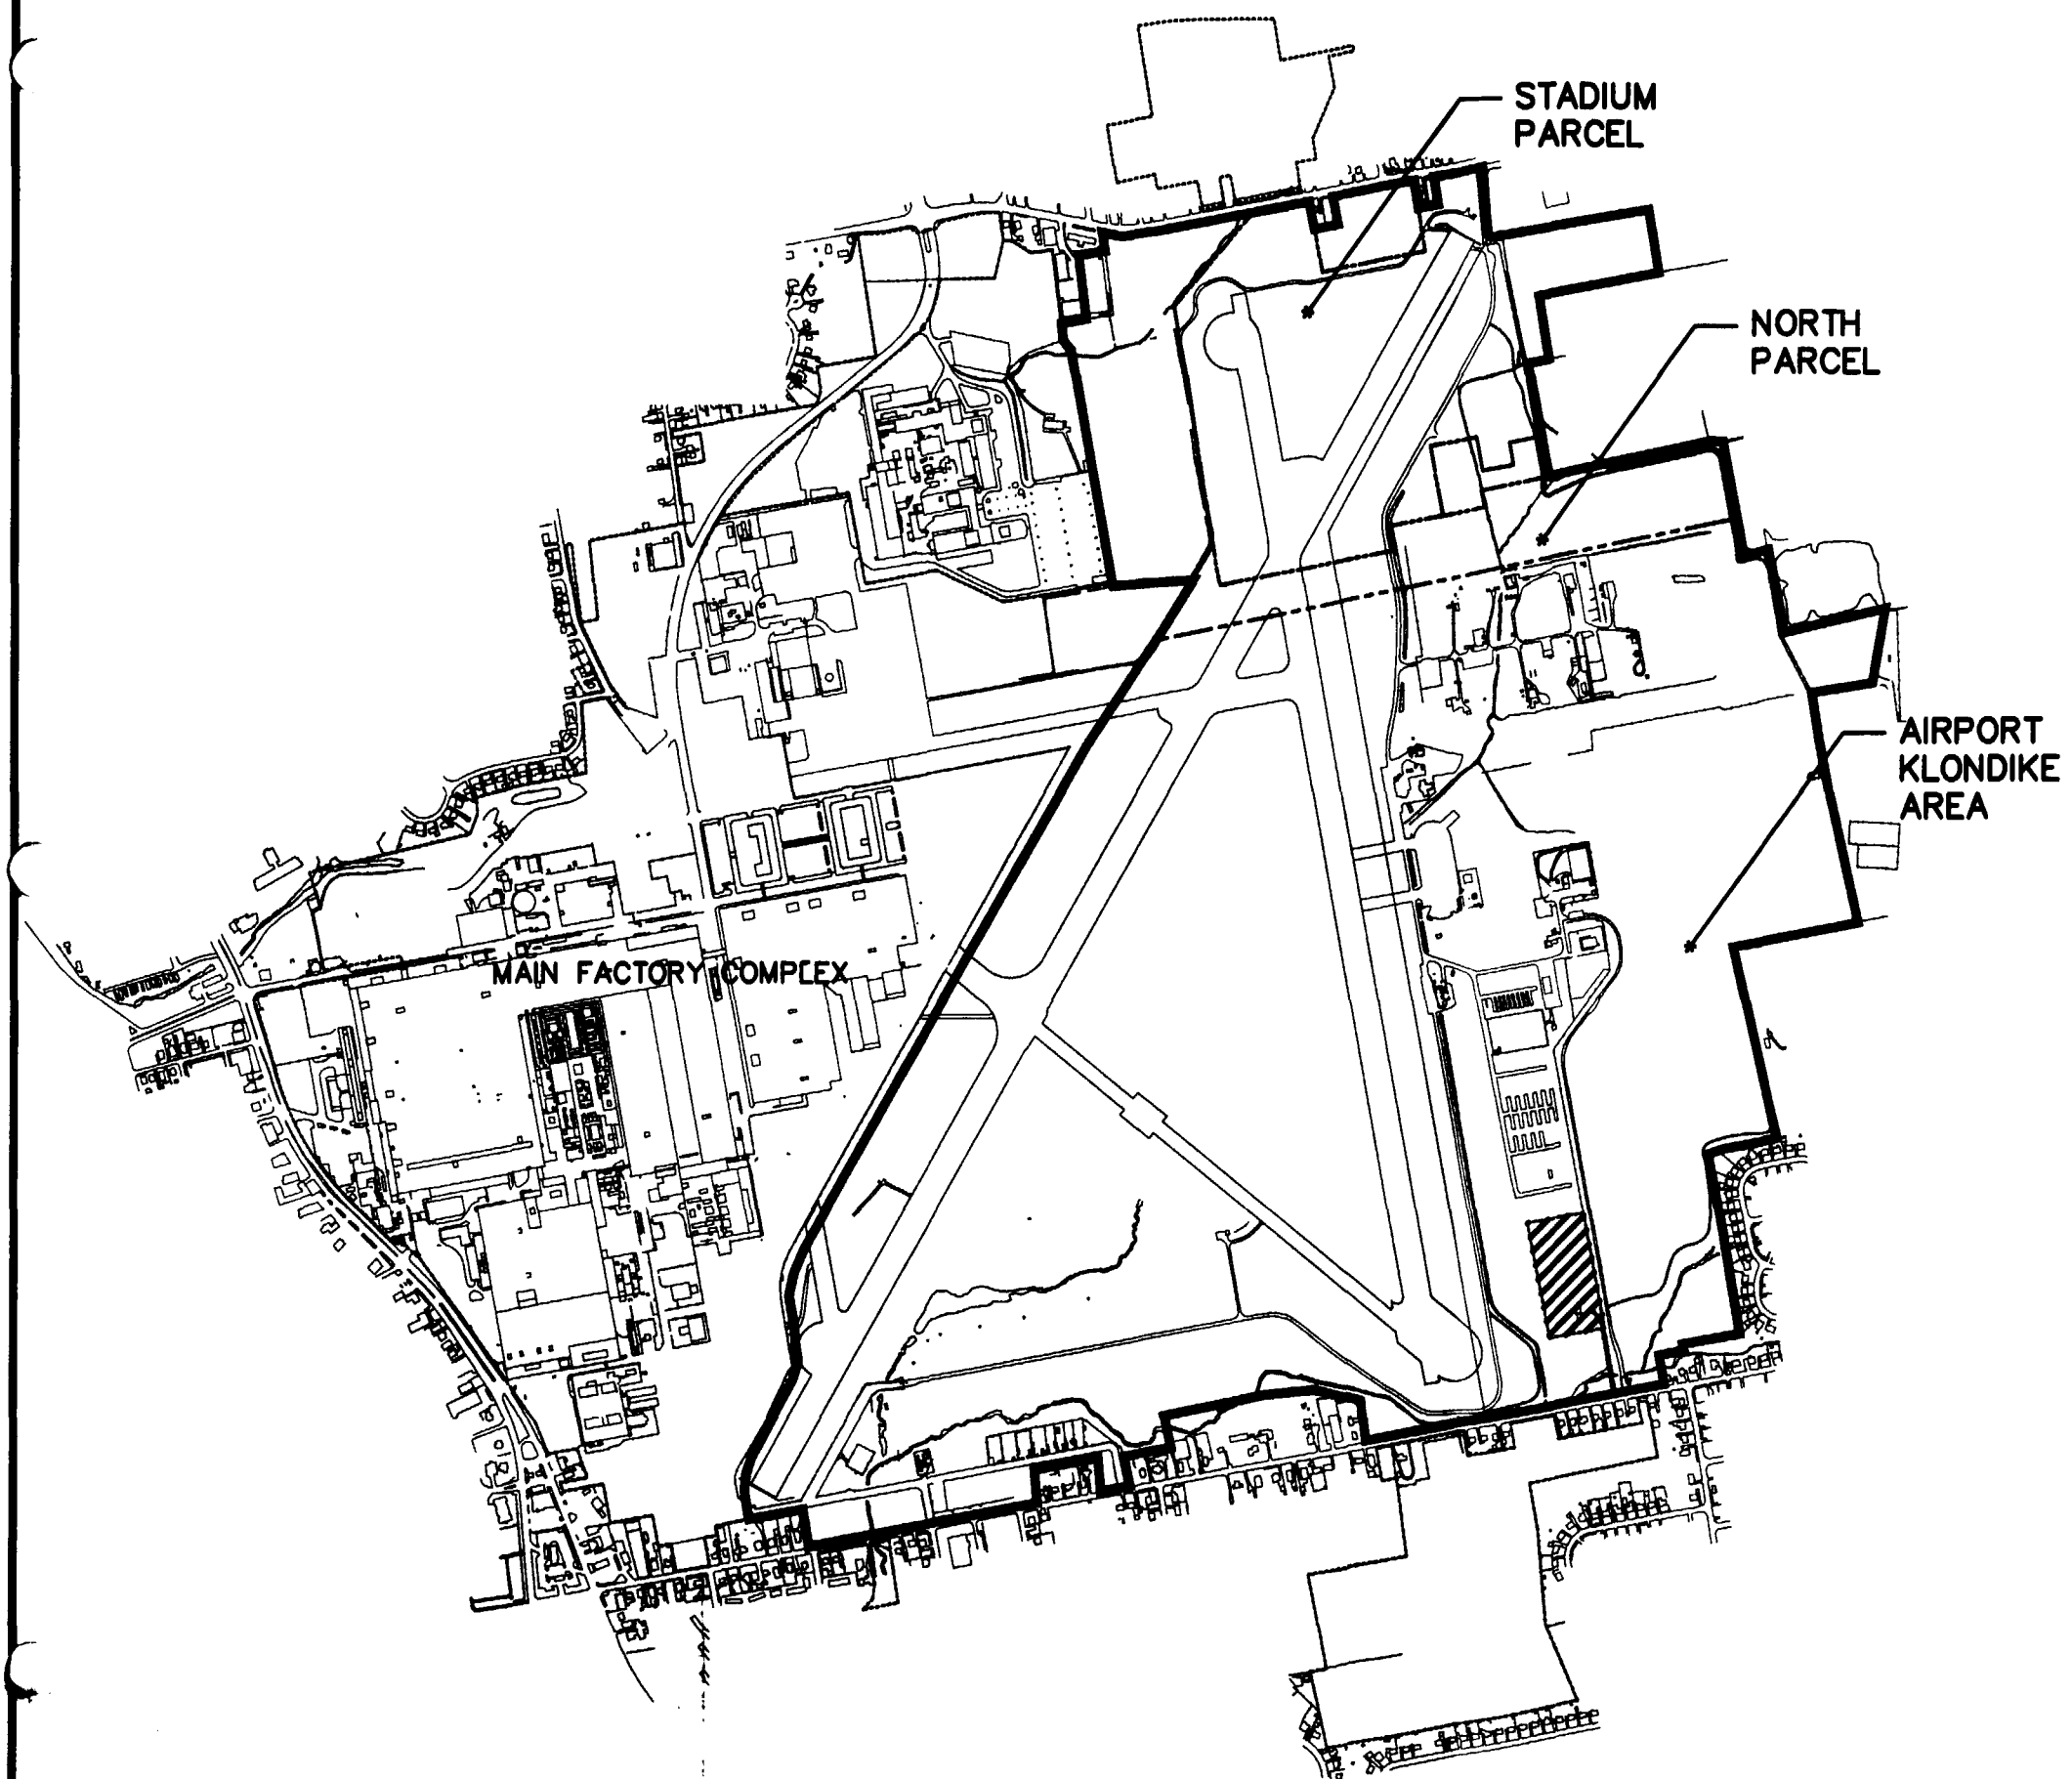 STADIUM
PARCEL
NORTH
PARCEL
AIRPORT
KLONDIKE
AREA
MAIN FACTORY COMPLEX